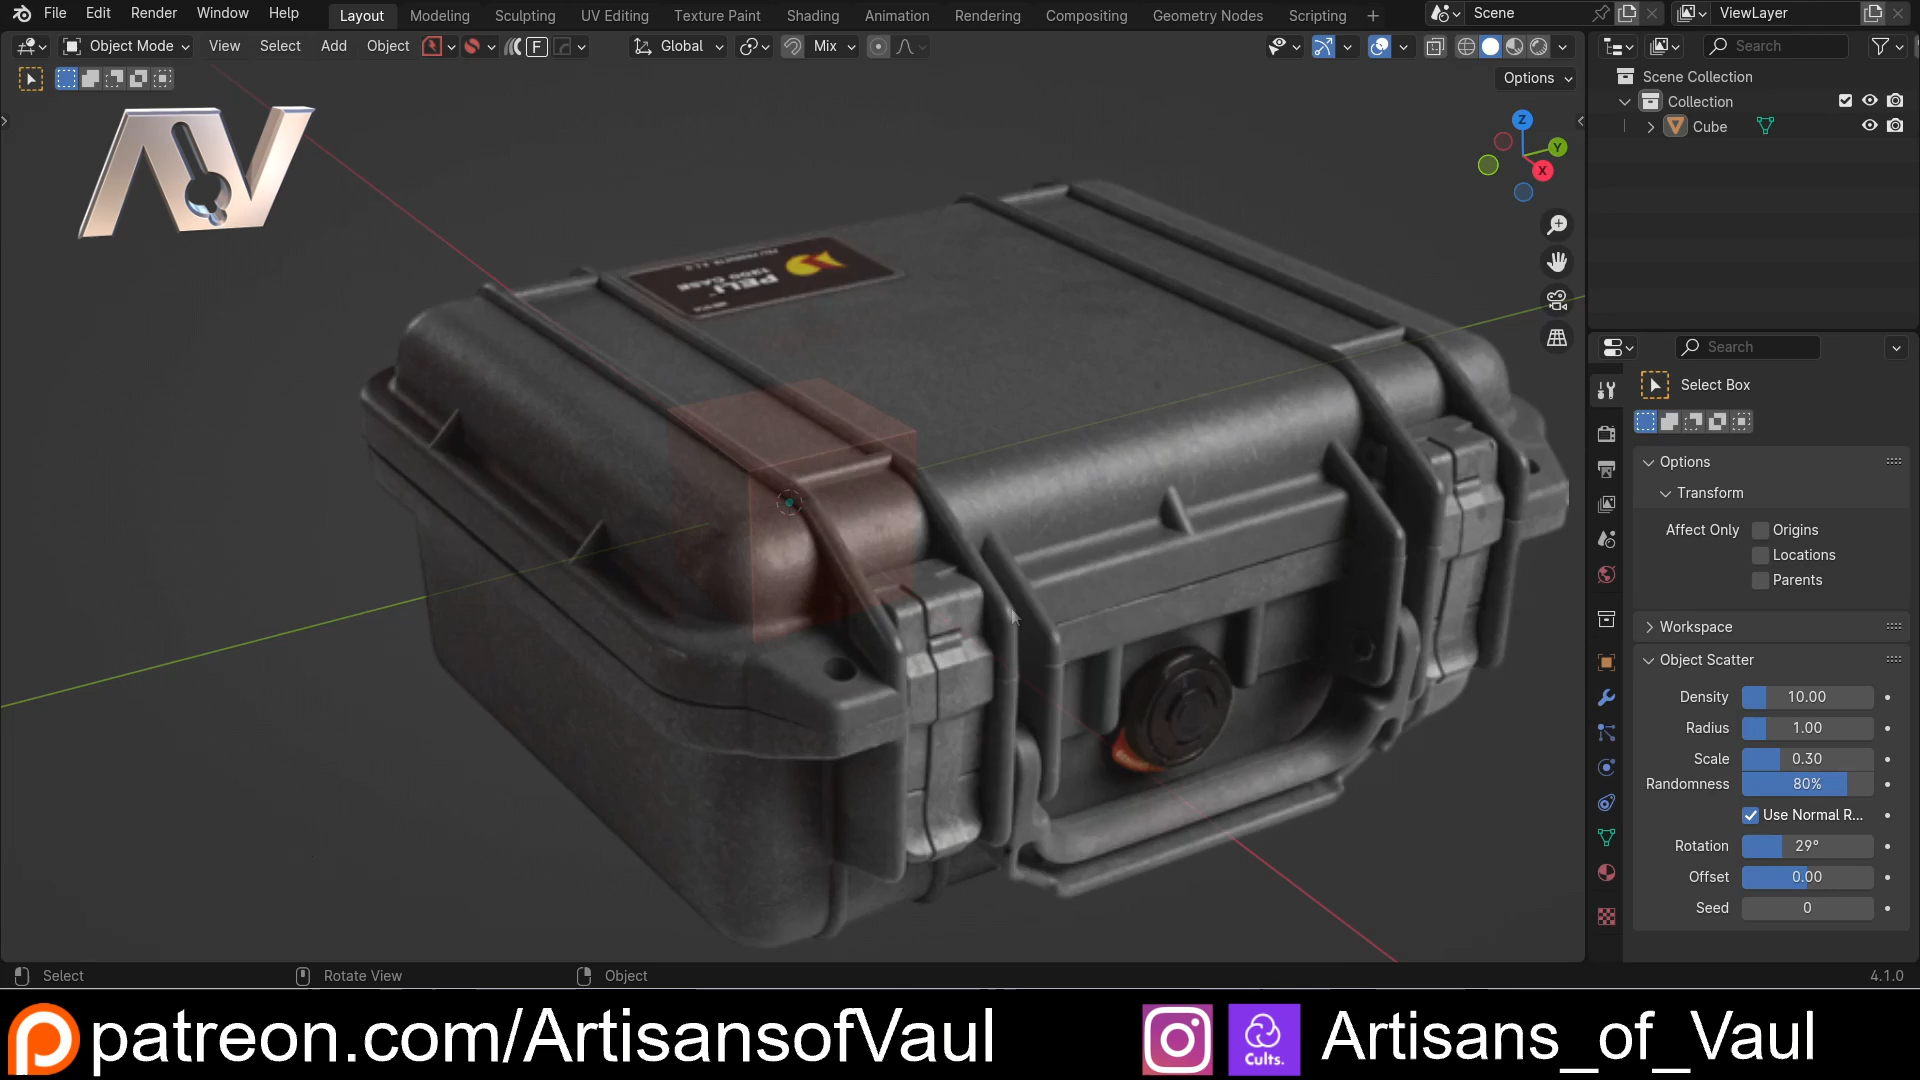 File Edit Render Window Help Layout Modeling Sculpting UV Editing Texture Paint Shading Animation Rendering Compositing Geometry Nodes Scripting + Scene ViewLayer
Object Mode View Select Add Object F Global Mix Search
Options
Scene Collection
Collection
Cube
Z
Y
X
AV
PELI
1200 CASE
Search
Select Box
Options
Transform
Affect Only Origins
Locations
Parents
Workspace
Object Scatter
Density 10.00
Radius 1.00
Scale 0.30
Randomness 80%
Use Normal R...
Rotation 29°
Offset 0.00
Seed 0
Select Rotate View Object 4.1.0
patreon.com/ArtisansofVaul Cults. Artisans_of_Vaul